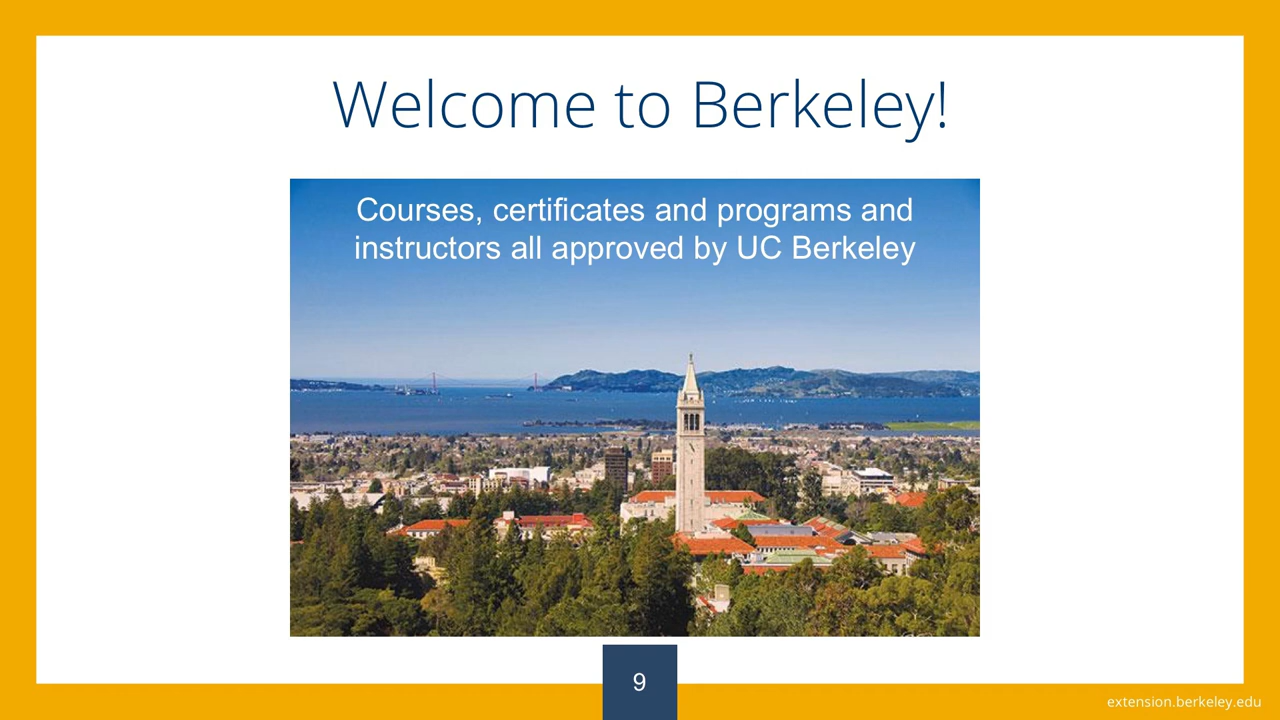 Welcome to Berkeley!
Courses, certificates and programs and
instructors all approved by UC Berkeley
9
extension.berkeley.edu